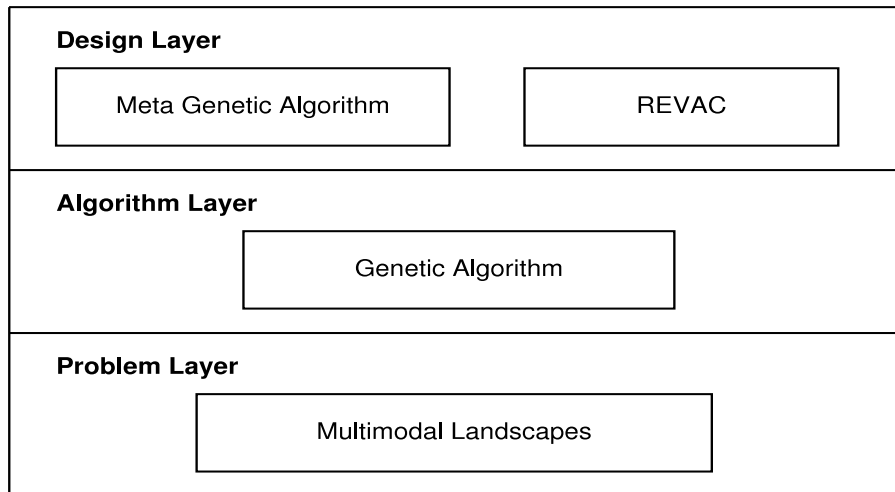 Design Layer
Meta Genetic Algorithm
REVAC
Algorithm Layer
Genetic Algorithm
Problem Layer
Multimodal Landscapes